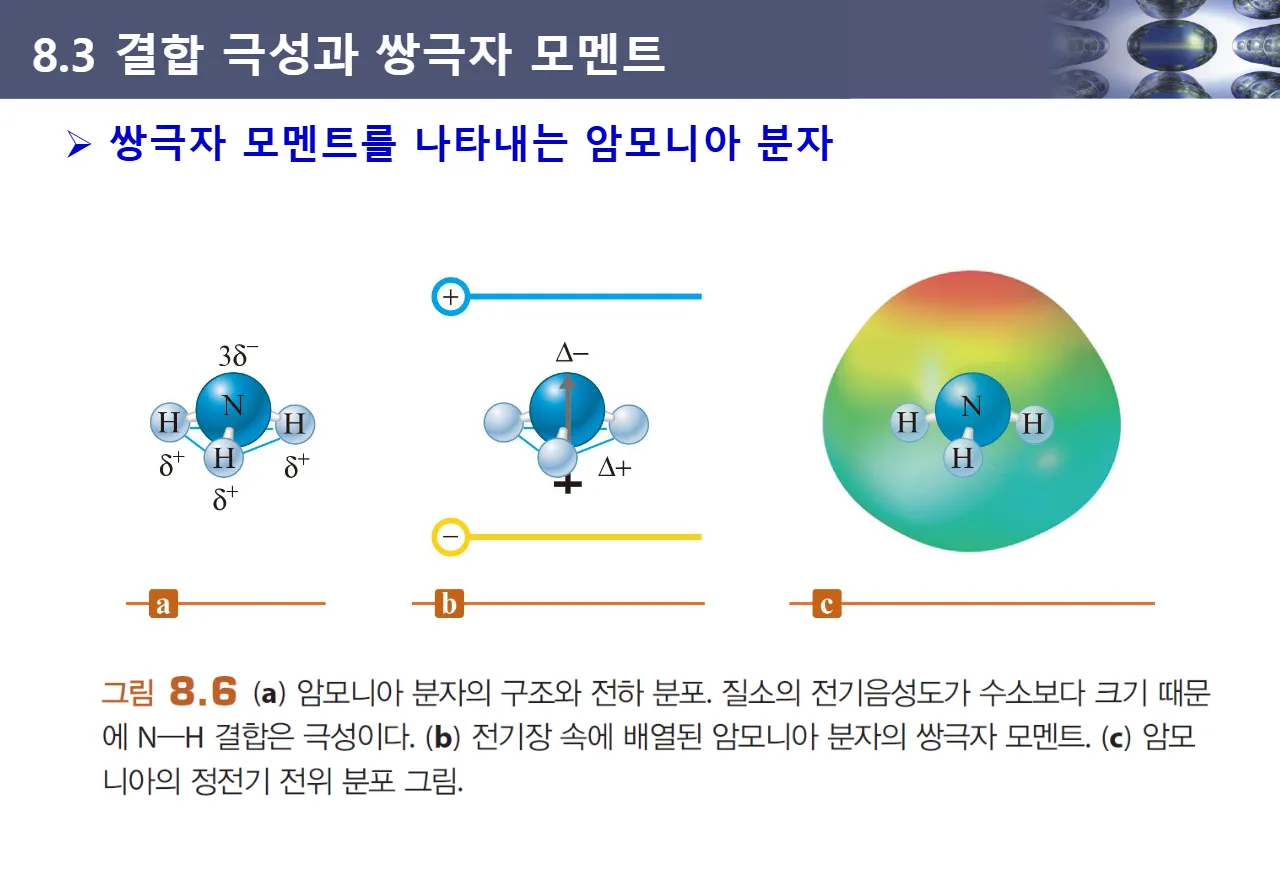 8.3 결합 극성과 쌍극자 모멘트
➢ 쌍극자 모멘트를 나타내는 암모니아 분자
3δ−
N
H H
H
δ+ δ+
δ+
+
Δ−
Δ+
−
N
H H
H
a b c
그림 8.6 (a) 암모니아 분자의 구조와 전하 분포. 질소의 전기음성도가 수소보다 크기 때문
에 N—H 결합은 극성이다. (b) 전기장 속에 배열된 암모니아 분자의 쌍극자 모멘트. (c) 암모
니아의 정전기 전위 분포 그림.